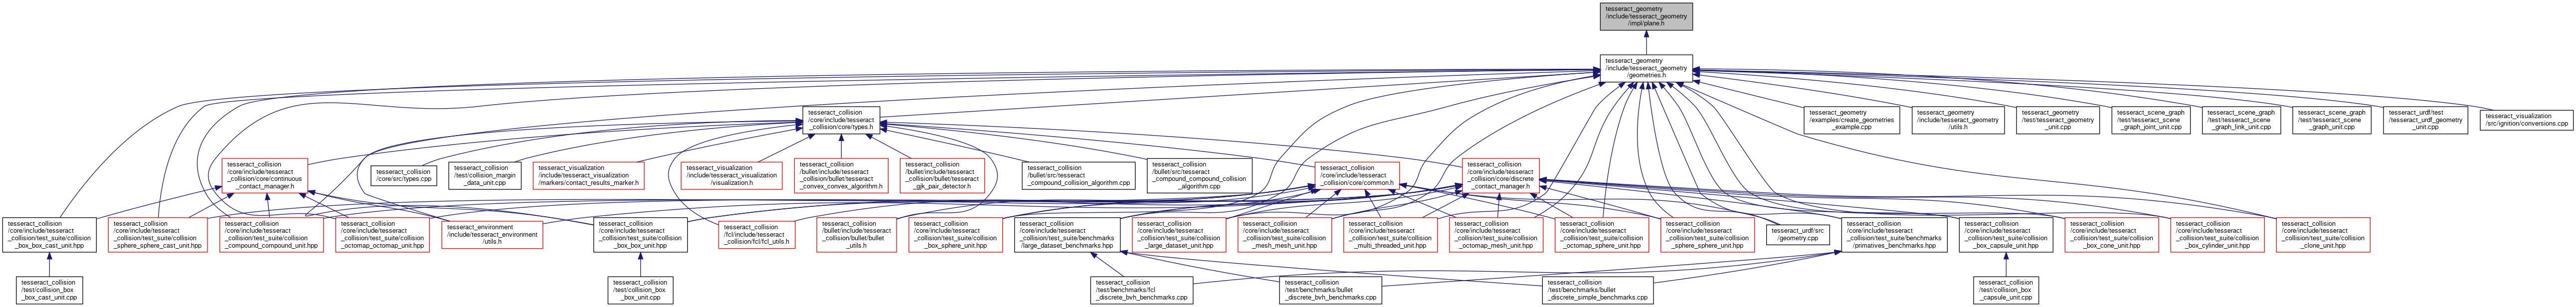 tesseract_geometry
/include/tesseract_geometry
/impl/plane.h
tesseract_geometry
/include/tesseract_geometry
/geometries.h
tesseract_collision
/core/include/tesseract
_collision/core/types.h
tesseract_geometry
/examples/create_geometries
_example.cpp
tesseract_geometry
/include/tesseract_geometry
/utils.h
tesseract_geometry
/test/tesseract_geometry
_unit.cpp
tesseract_scene_graph
/test/tesseract_scene
_graph_joint_unit.cpp
tesseract_scene_graph
/test/tesseract_scene
_graph_link_unit.cpp
tesseract_scene_graph
/test/tesseract_scene
_graph_unit.cpp
tesseract_urdf/test
/tesseract_urdf_geometry
_unit.cpp
tesseract_visualization
/src/ignition/conversions.cpp
tesseract_collision
/core/include/tesseract
_collision/core/continuous
_contact_manager.h
tesseract_collision
/core/src/types.cpp
tesseract_collision
/test/collision_margin
_data_unit.cpp
tesseract_visualization
/include/tesseract_visualization
/markers/contact_results_marker.h
tesseract_visualization
/include/tesseract_visualization
/visualization.h
tesseract_collision
/bullet/include/tesseract
_collision/bullet/tesseract
_convex_convex_algorithm.h
tesseract_collision
/bullet/include/tesseract
_collision/bullet/tesseract
_gjk_pair_detector.h
tesseract_collision
/bullet/src/tesseract
_compound_collision_algorithm.cpp
tesseract_collision
/bullet/src/tesseract
_compound_compound_collision
_algorithm.cpp
tesseract_collision
/core/include/tesseract
_collision/core/common.h
tesseract_collision
/core/include/tesseract
_collision/core/discrete
_contact_manager.h
tesseract_collision
/core/include/tesseract
_collision/test_suite/collision
_box_box_cast_unit.hpp
tesseract_collision
/core/include/tesseract
_collision/test_suite/collision
_sphere_sphere_cast_unit.hpp
tesseract_collision
/core/include/tesseract
_collision/test_suite/collision
_compound_compound_unit.hpp
tesseract_collision
/core/include/tesseract
_collision/test_suite/collision
_octomap_octomap_unit.hpp
tesseract_environment
/include/tesseract_environment
/utils.h
tesseract_collision
/core/include/tesseract
_collision/test_suite/collision
_box_box_unit.hpp
tesseract_collision
/fcl/include/tesseract
_collision/fcl/fcl_utils.h
tesseract_collision
/bullet/include/tesseract
_collision/bullet/bullet
_utils.h
tesseract_collision
/core/include/tesseract
_collision/test_suite/collision
_box_sphere_unit.hpp
tesseract_collision
/core/include/tesseract
_collision/test_suite/benchmarks
/large_dataset_benchmarks.hpp
tesseract_collision
/core/include/tesseract
_collision/test_suite/collision
_large_dataset_unit.hpp
tesseract_collision
/core/include/tesseract
_collision/test_suite/collision
_mesh_mesh_unit.hpp
tesseract_collision
/core/include/tesseract
_collision/test_suite/collision
_multi_threaded_unit.hpp
tesseract_collision
/core/include/tesseract
_collision/test_suite/collision
_octomap_mesh_unit.hpp
tesseract_collision
/core/include/tesseract
_collision/test_suite/collision
_octomap_sphere_unit.hpp
tesseract_collision
/core/include/tesseract
_collision/test_suite/collision
_sphere_sphere_unit.hpp
tesseract_urdf/src
/geometry.cpp
tesseract_collision
/core/include/tesseract
_collision/test_suite/benchmarks
/primatives_benchmarks.hpp
tesseract_collision
/core/include/tesseract
_collision/test_suite/collision
_box_capsule_unit.hpp
tesseract_collision
/core/include/tesseract
_collision/test_suite/collision
_box_cone_unit.hpp
tesseract_collision
/core/include/tesseract
_collision/test_suite/collision
_box_cylinder_unit.hpp
tesseract_collision
/core/include/tesseract
_collision/test_suite/collision
_clone_unit.hpp
tesseract_collision
/test/collision_box
_box_cast_unit.cpp
tesseract_collision
/test/collision_box
_box_unit.cpp
tesseract_collision
/test/benchmarks/fcl
_discrete_bvh_benchmarks.cpp
tesseract_collision
/test/benchmarks/bullet
_discrete_bvh_benchmarks.cpp
tesseract_collision
/test/benchmarks/bullet
_discrete_simple_benchmarks.cpp
tesseract_collision
/test/collision_box
_capsule_unit.cpp